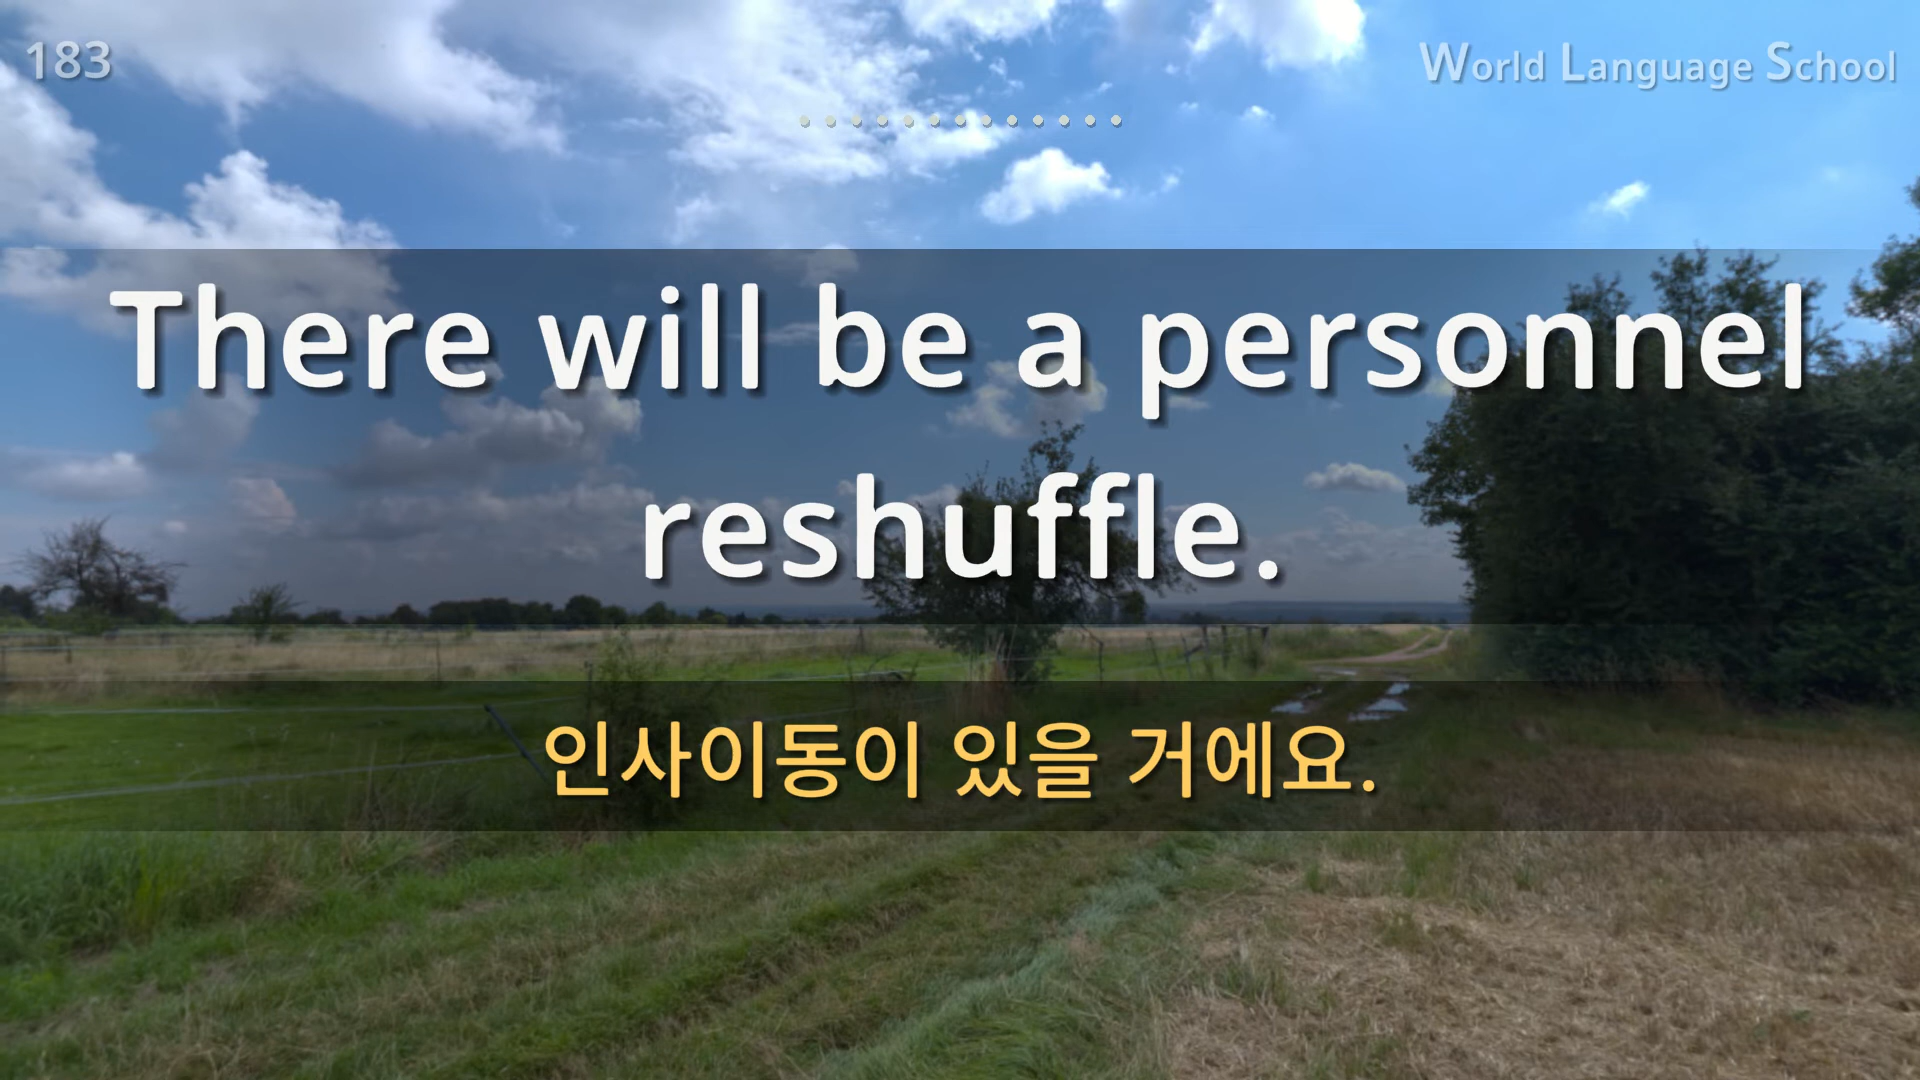 183
World Language School
There will be a personnel
reshuffle.
인사이동이 있을 거에요.